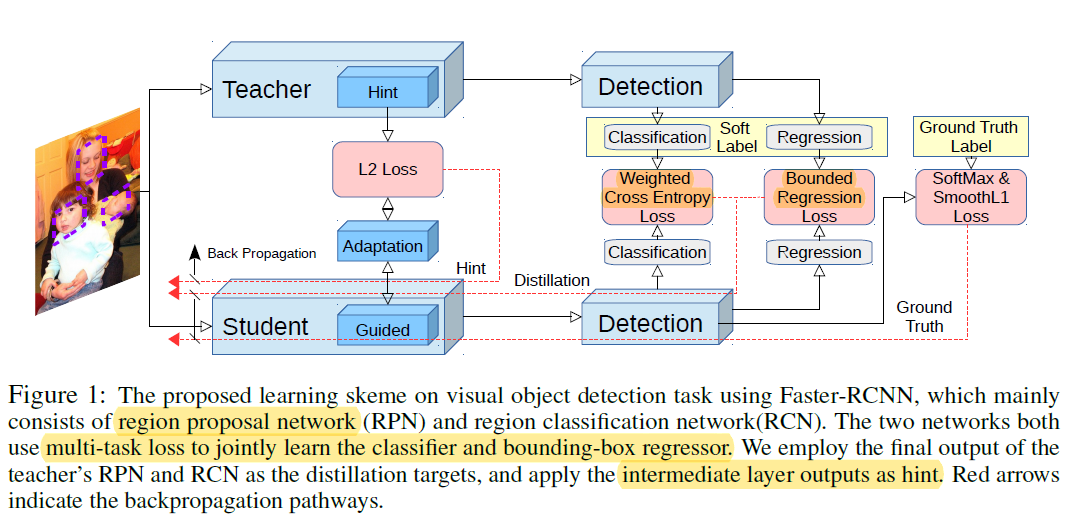 Teacher
Hint
Detection
Classification
Soft
Label
Regression
Ground Truth
Label
L2 Loss
Weighted
Cross Entropy
Loss
Bounded
Regression
Loss
SoftMax &
SmoothL1
Loss
Back Propagation
Adaptation
Hint
Distillation
Classification
Regression
Student
Guided
Detection
Ground
Truth
Figure 1: The proposed learning skeme on visual object detection task using Faster-RCNN, which mainly
consists of region proposal network (RPN) and region classification network(RCN). The two networks both
use multi-task loss to jointly learn the classifier and bounding-box regressor. We employ the final output of the
teacher's RPN and RCN as the distillation targets, and apply the intermediate layer outputs as hint. Red arrows
indicate the backpropagation pathways.